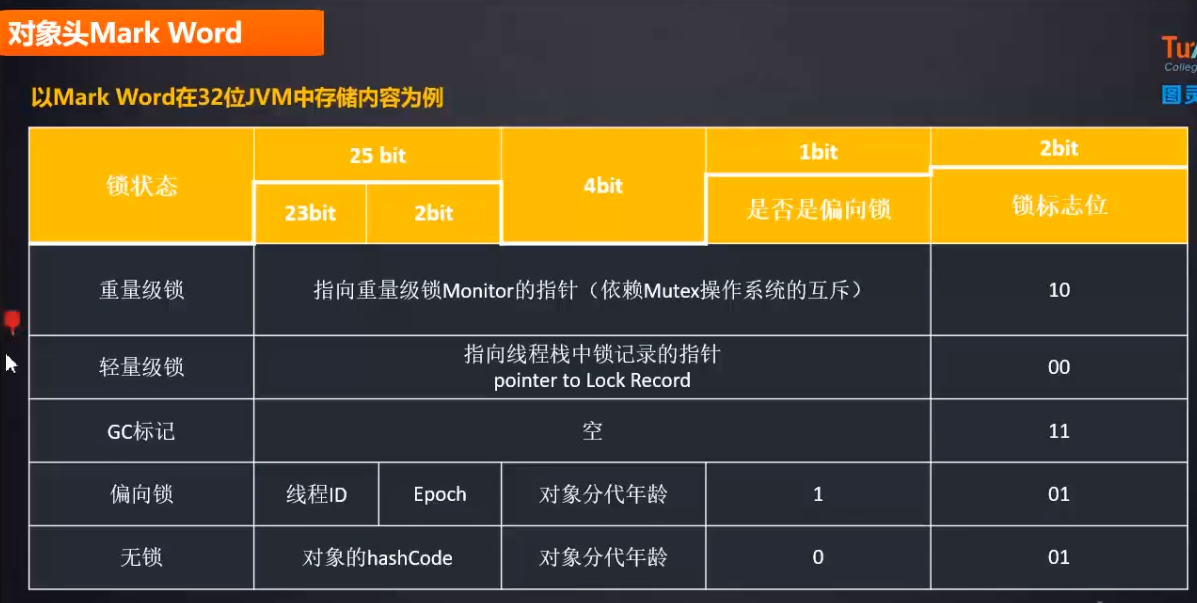 对象头Mark Word
Tu
Colleg
图灵
以Mark Word在32位JVM中存储内容为例
锁状态
25 bit
4bit
1bit
2bit
23bit
2bit
是否是偏向锁
锁标志位
重量级锁
指向重量级锁Monitor的指针（依赖Mutex操作系统的互斥）
10
轻量级锁
指向线程栈中锁记录的指针
pointer to Lock Record
00
GC标记
空
11
偏向锁
线程ID
Epoch
对象分代年龄
1
01
无锁
对象的hashCode
对象分代年龄
0
01